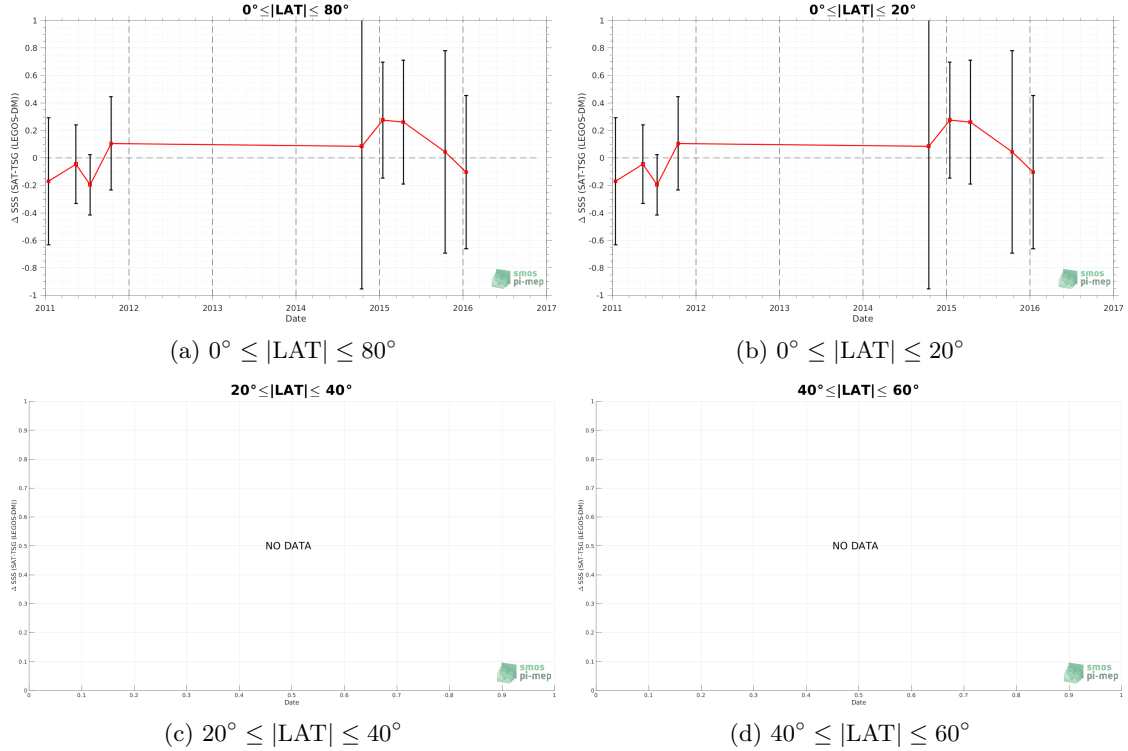 0°≤|LAT|≤ 80°
Δ SSS (SAT-TSG (LEGOS-DM))
1
0.8
0.6
0.4
0.2
0
-0.2
-0.4
-0.6
-0.8
-1
2011 2012 2013 2014 2015 2016 2017
Date
smos
pi-mep
(a) 0° ≤ |LAT| ≤ 80°
0°≤|LAT|≤ 20°
Δ SSS (SAT-TSG (LEGOS-DM))
1
0.8
0.6
0.4
0.2
0
-0.2
-0.4
-0.6
-0.8
-1
2011 2012 2013 2014 2015 2016 2017
Date
smos
pi-mep
(b) 0° ≤ |LAT| ≤ 20°
20°≤|LAT|≤ 40°
Δ SSS (SAT-TSG (LEGOS-DM))
1
0.9
0.8
0.7
0.6
0.5
0.4
0.3
0.2
0.1
0
NO DATA
0 0.1 0.2 0.3 0.4 0.5 0.6 0.7 0.8 0.9 1
Date
smos
pi-mep
(c) 20° ≤ |LAT| ≤ 40°
40°≤|LAT|≤ 60°
Δ SSS (SAT-TSG (LEGOS-DM))
1
0.9
0.8
0.7
0.6
0.5
0.4
0.3
0.2
0.1
0
NO DATA
0 0.1 0.2 0.3 0.4 0.5 0.6 0.7 0.8 0.9 1
Date
smos
pi-mep
(d) 40° ≤ |LAT| ≤ 60°